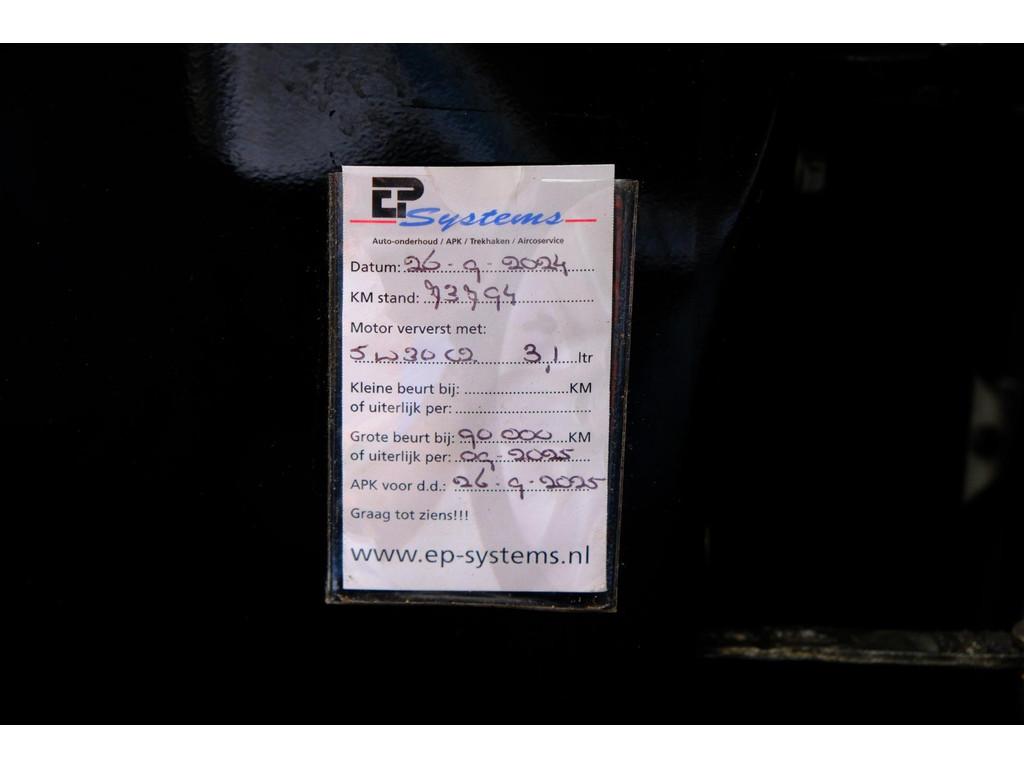 EP Systems
Auto-onderhoud / APK / Trekhaken / Aircoservice
Datum: 26-9-2024
KM stand: 73794
Motor ververst met:
5W30 C2 3,1 ltr
Kleine beurt bij: KM
of uiterlijk per:
Grote beurt bij: 90.000 KM
of uiterlijk per: 09-2025
APK voor d.d.: 26-9-2025
Graag tot ziens!!!
www.ep-systems.nl